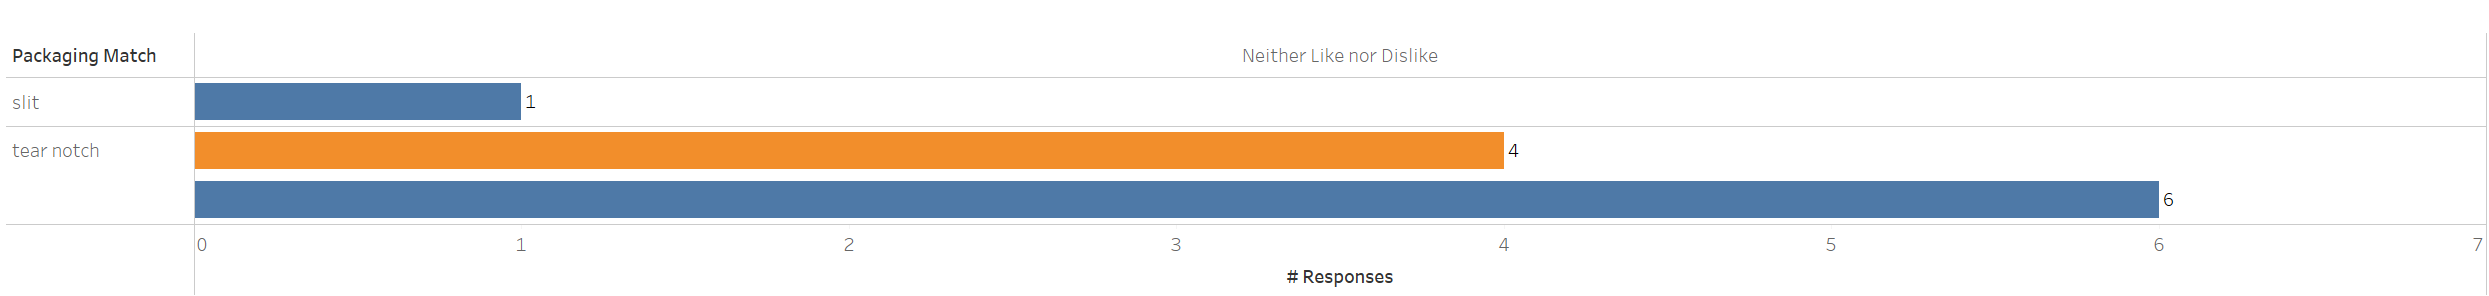 Packaging Match Neither Like nor Dislike
slit 1
tear notch 4
6
0 1 2 3 4 5 6 7
# Responses